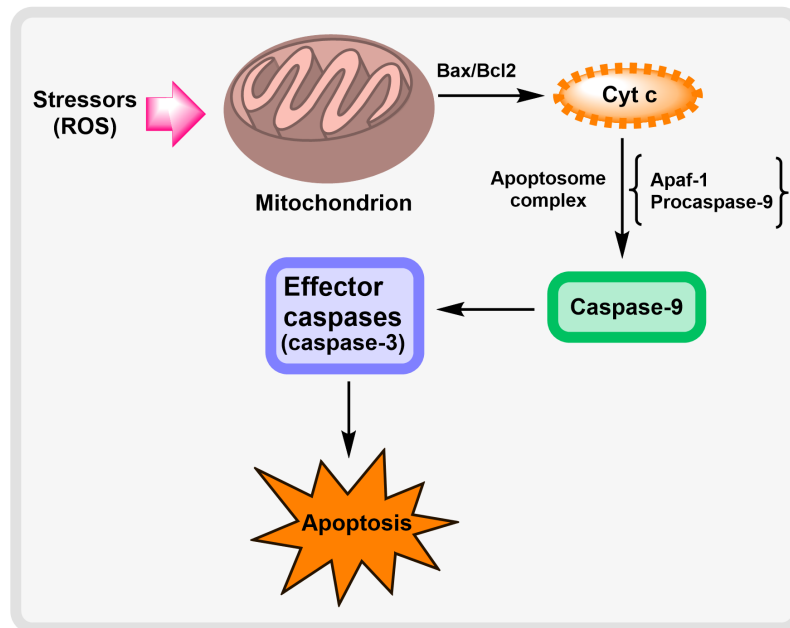 Stressors
(ROS)
Mitochondrion
Bax/Bcl2
Cyt c
Apoptosome
complex
Apaf-1
Procaspase-9
Caspase-9
Effector
caspases
(caspase-3)
Apoptosis